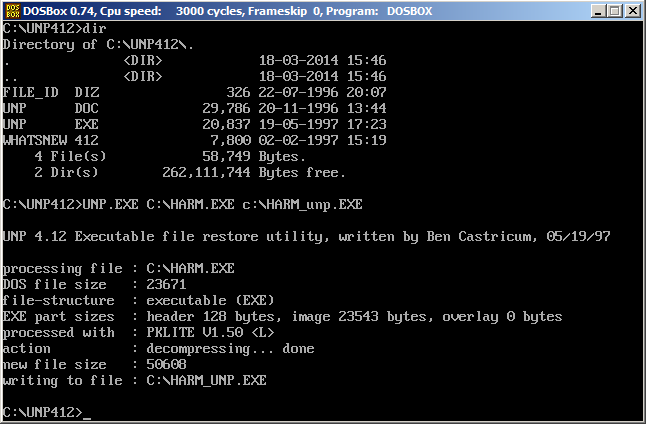 DOSBox 0.74, Cpu speed: 3000 cycles, Frameskip 0, Program: DOSBOX
C:\UNP412>dir
Directory of C:\UNP412\.
. <DIR> 18-03-2014 15:46
.. <DIR> 18-03-2014 15:46
FILE_ID DIZ 326 22-07-1996 20:07
UNP DOC 29,786 20-11-1996 13:44
UNP EXE 20,837 19-05-1997 17:23
WHATSNEW 412 7,800 02-02-1997 15:19
4 File(s) 58,749 Bytes.
2 Dir(s) 262,111,744 Bytes free.
C:\UNP412>UNP.EXE C:\HARM.EXE c:\HARM_unp.EXE
UNP 4.12 Executable file restore utility, written by Ben Castricum, 05/19/97
processing file : C:\HARM.EXE
DOS file size : 23671
file-structure : executable (EXE)
EXE part sizes : header 128 bytes, image 23543 bytes, overlay 0 bytes
processed with : PKLITE V1.50 <L>
action : decompressing... done
new file size : 50608
writing to file : C:\HARM_UNP.EXE
C:\UNP412>_